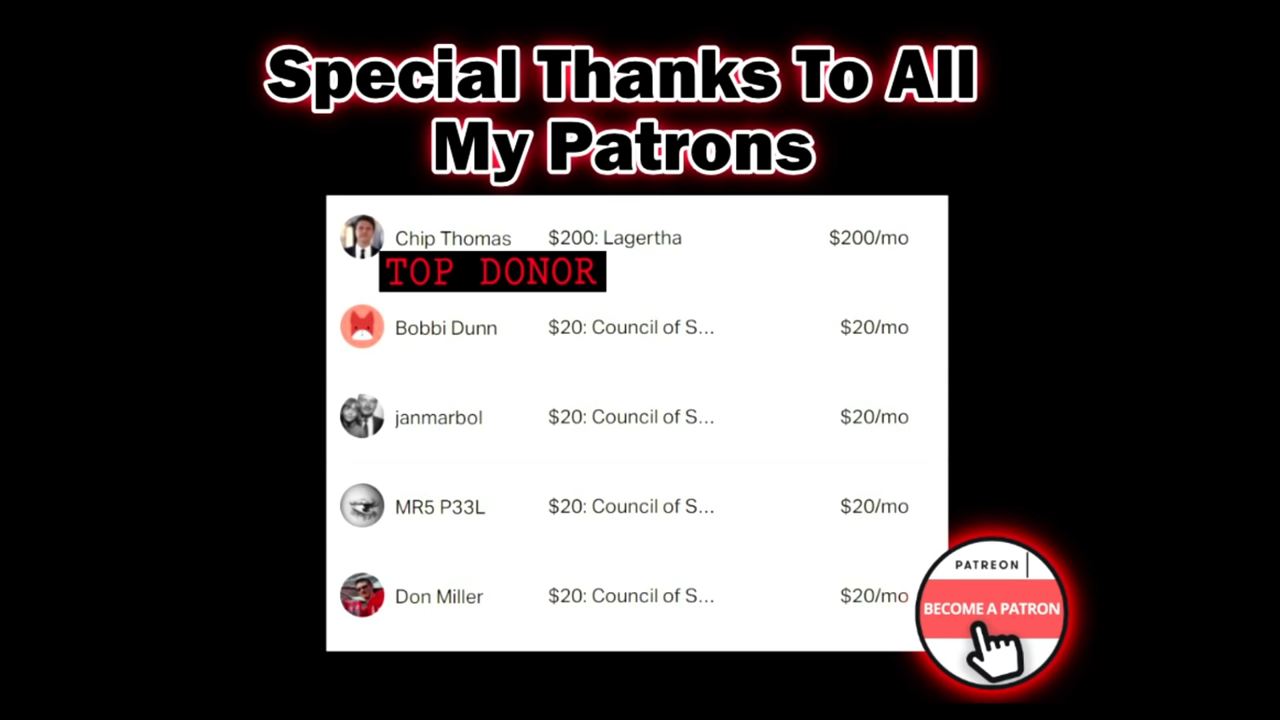 Special Thanks To All
My Patrons
Chip Thomas $200: Lagertha $200/mo
TOP DONOR
Bobbi Dunn $20: Council of S... $20/mo
janmarbol $20: Council of S... $20/mo
MR5 P33L $20: Council of S... $20/mo
Don Miller $20: Council of S... $20/mo
PATREON
BECOME A PATRON